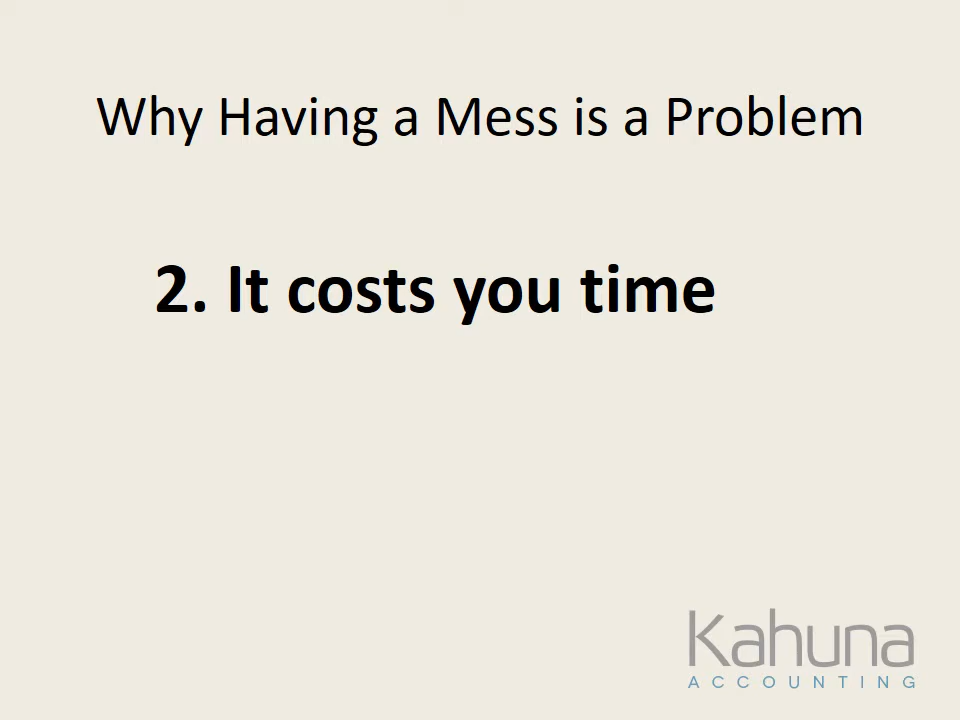 Why Having a Mess is a Problem
2. It costs you time
Kahuna
ACCOUNTING